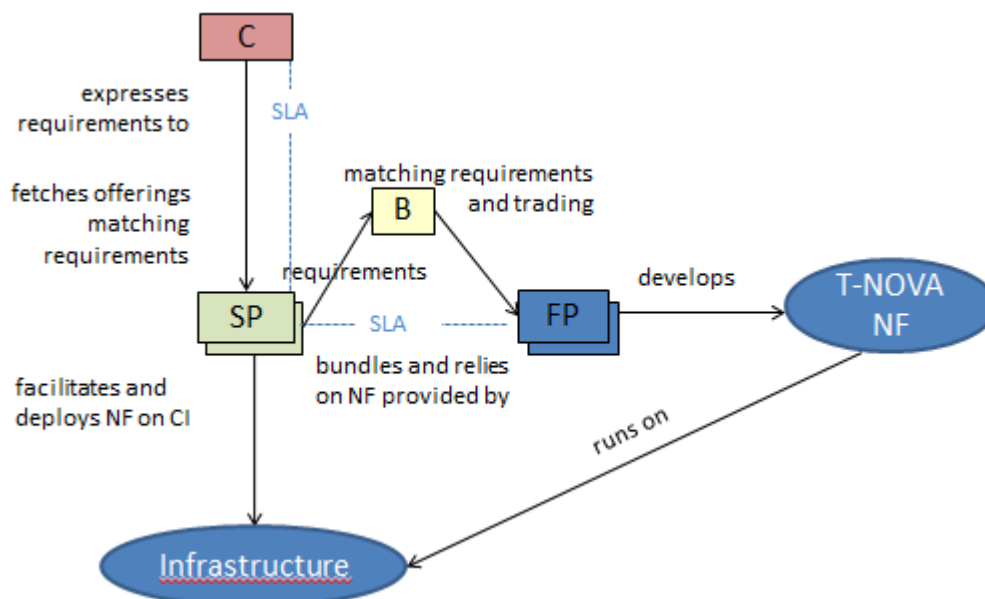 C
expresses
requirements to
SLA
fetches offerings
matching
requirements
matching requirements
and trading
B
requirements
develops
T-NOVA
NF
SP
SLA
FP
bundles and relies
on NF provided by
facilitates and
deploys NF on CI
runs on
Infrastructure